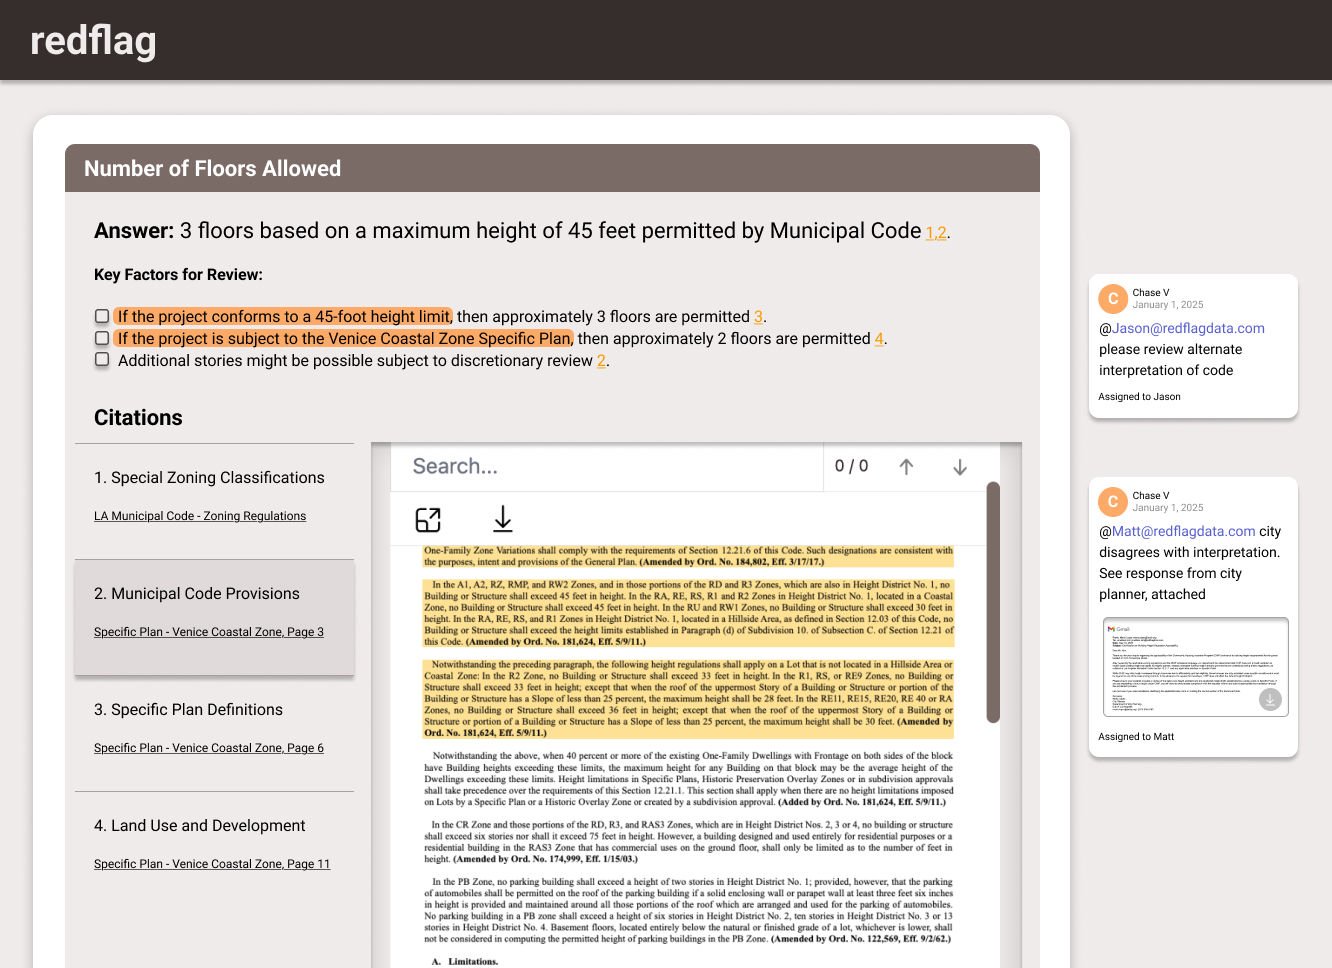 redflag
Number of Floors Allowed
Answer: 3 floors based on a maximum height of 45 feet permitted by Municipal Code 1,2.
Key Factors for Review:
If the project conforms to a 45-foot height limit, then approximately 3 floors are permitted 3.
If the project is subject to the Venice Coastal Zone Specific Plan, then approximately 2 floors are permitted 4.
Additional stories might be possible subject to discretionary review 2.
Citations
1. Special Zoning Classifications
LA Municipal Code - Zoning Regulations
2. Municipal Code Provisions
Specific Plan - Venice Coastal Zone, Page 3
3. Specific Plan Definitions
Specific Plan - Venice Coastal Zone, Page 6
4. Land Use and Development
Specific Plan - Venice Coastal Zone, Page 11
Search...
0 / 0
One-Family Zone Variations shall comply with the requirements of Section 12.21.6 of this Code. Such designations are consistent with
the purposes, intent and provisions of the General Plan. (Amended by Ord. No. 184,802, Eff. 3/17/17.)
In the A1, A2, RZ, RMP, and RW2 Zones, and in those portions of the RD and R3 Zones, which are also in Height District No. 1, no
Building or Structure shall exceed 45 feet in height. In the RA, RE, RS, R1 and R2 Zones in Height District No. 1, located in a Coastal
Zone, no Building or Structure shall exceed 45 feet in height. In the RU and RW1 Zones, no Building or Structure shall exceed 30 feet in
height. In the RA, RE, RS, and R1 Zones in Height District No. 1, located in a Hillside Area, as defined in Section 12.03 of this Code, no
Building or Structure shall exceed the height limits established in Paragraph (d) of Subdivision 10. of Subsection C. of Section 12.21 of
this Code. (Amended by Ord. No. 181,624, Eff. 5/9/11.)
Notwithstanding the preceding paragraph, the following height regulations shall apply on a Lot that is not located in a Hillside Area or
Coastal Zone: In the R2 Zone, no Building or Structure shall exceed 33 feet in height. In the R1, RS, or RE9 Zones, no Building or
Structure shall exceed 33 feet in height; except that when the roof of the uppermost Story of a Building or Structure or portion of the
Building or Structure has a Slope of less than 25 percent, the maximum height shall be 28 feet. In the RE11, RE15, RE20, RE 40 or RA
Zones, no Building or Structure shall exceed 36 feet in height; except that when the roof of the uppermost Story of a Building or
Structure or portion of a Building or Structure has a Slope of less than 25 percent, the maximum height shall be 30 feet. (Amended by
Ord. No. 181,624, Eff. 5/9/11.)
Notwithstanding the above, when 40 percent or more of the existing One-Family Dwellings with Frontage on both sides of the block
have Building heights exceeding these limits, the maximum height for any Building on that block may be the average height of the
Dwellings exceeding these limits. Height limitations in Specific Plans, Historic Preservation Overlay Zones or in subdivision approvals
shall take precedence over the requirements of this Section 12.21.1. This section shall apply when there are no height limitations imposed
on Lots by a Specific Plan or a Historic Overlay Zone or created by a subdivision approval. (Added by Ord. No. 181,624, Eff. 5/9/11.)
In the CR Zone and those portions of the RD, R3, and RAS3 Zones, which are in Height District Nos. 2, 3 or 4, no building or structure
shall exceed six stories nor shall it exceed 75 feet in height. However, a building designed and used entirely for residential purposes or a
residential building in the RAS3 Zone that has commercial uses on the ground floor, shall only be limited as to the number of feet in
height. (Amended by Ord. No. 174,999, Eff. 1/15/03.)
In the PB Zone, no parking building shall exceed a height of two stories in Height District No. 1; provided, however, that the parking
of automobiles shall be permitted on the roof of the parking building if a solid enclosing wall or parapet wall at least three feet six inches
in height is provided and maintained around all those portions of the roof which are arranged and used for the parking of automobiles.
No parking building in a PB zone shall exceed a height of six stories in Height District No. 2, ten stories in Height District No. 3 or 13
stories in Height District No. 4. Basement floors, located entirely below the natural or finished grade of a lot, whichever is lower, shall
not be considered in computing the permitted height of parking buildings in the PB Zone. (Amended by Ord. No. 122,569, Eff. 9/2/62.)
A. Limitations.
C
Chase V
January 1, 2025
@Jason@redflagdata.com
please review alternate
interpretation of code
Assigned to Jason
C
Chase V
January 1, 2025
@Matt@redflagdata.com city
disagrees with interpretation.
See response from city
planner, attached
Gmail
Assigned to Matt